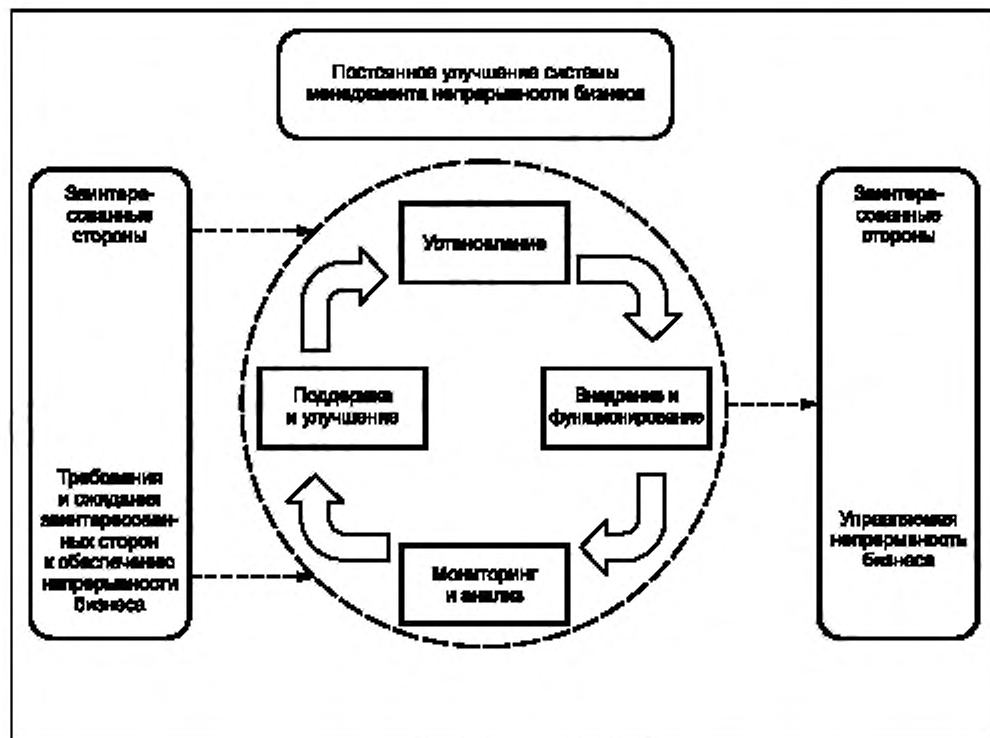 Постоянное улучшение системы
менеджмента непрерывности бизнеса
Заинтере-
сованные
стороны
Требования
и ожидания
заинтересован-
ных сторон
к обеспечению
непрерывности
бизнеса
Установление
Поддержка
и улучшение
Внедрение и
функционирование
Мониторинг
и анализ
Заинтере-
сованные
стороны
Управляемая
непрерывность
бизнеса